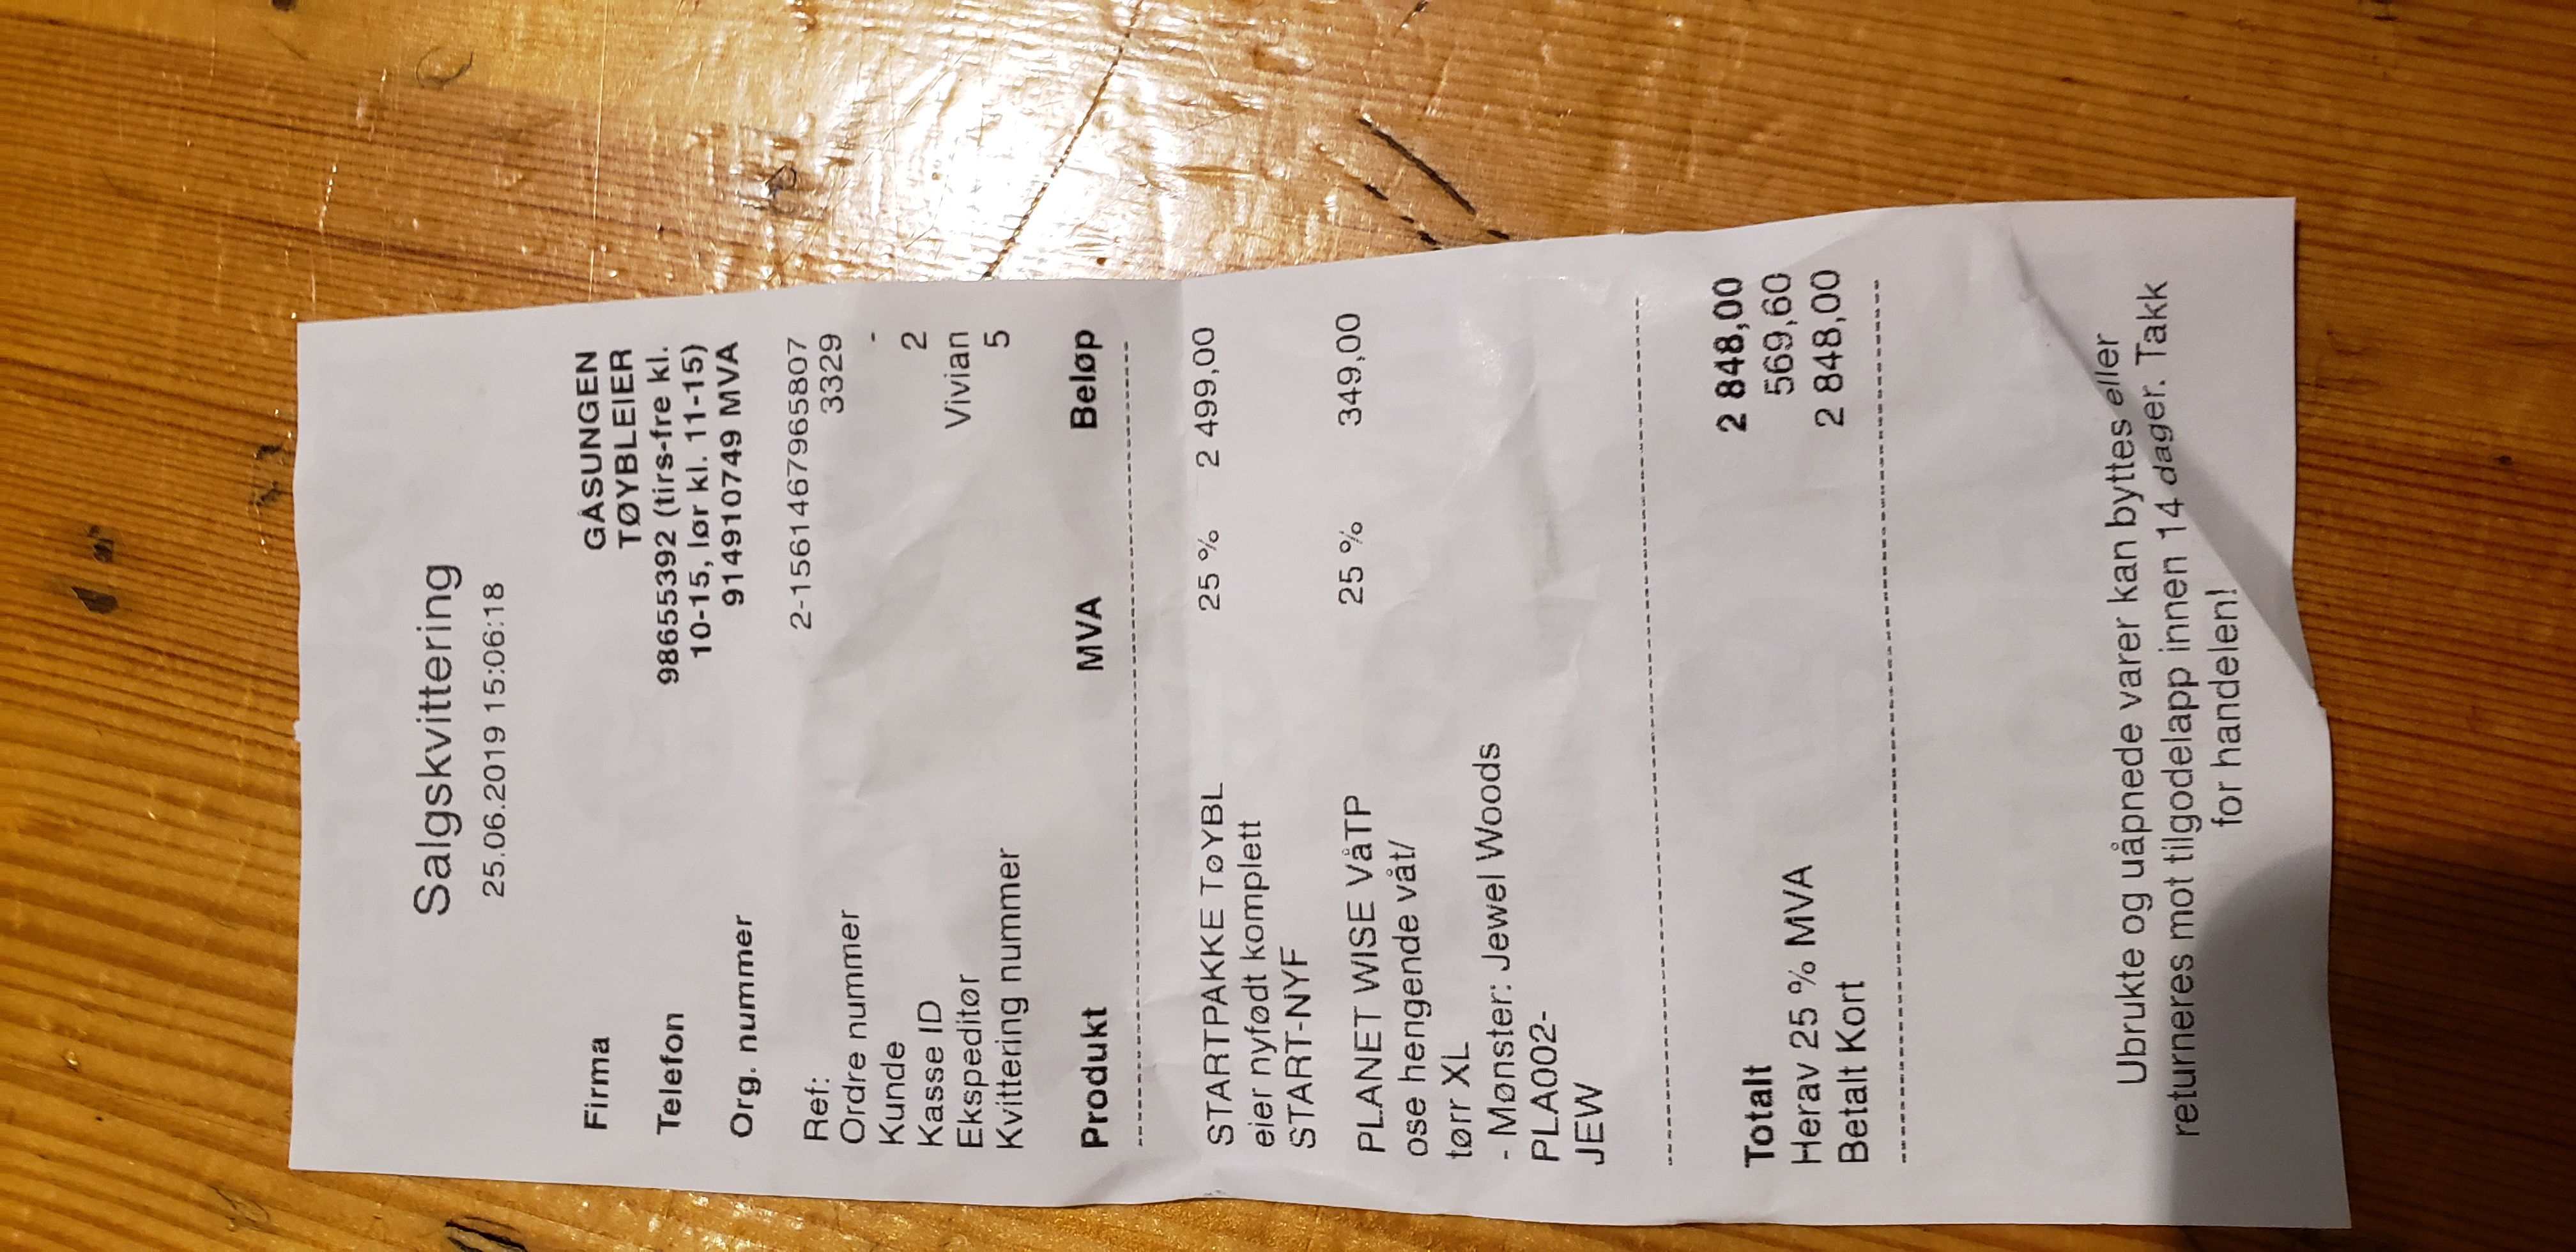 Salgskvittering
25.06.2019 15:06:18
Firma GÅSUNGEN
TØYBLEIER
Telefon 98655392 (tirs-fre kl.
10-15, lør kl. 11-15)
Org. nummer 914910749 MVA
Ref: 2-1561467965807
Ordre nummer 3329
Kunde -
Kasse ID 2
Ekspeditør Vivian
Kvittering nummer 5
Produkt MVA Beløp
STARTPAKKE TØYBL 25 % 2 499,00
eier nyfødt komplett
START-NYF
PLANET WISE VåTP 25 % 349,00
ose hengende våt/
tørr XL
- Mønster: Jewel Woods
PLA002-
JEW
Totalt 2 848,00
Herav 25 % MVA 569,60
Betalt Kort 2 848,00
Ubrukte og uåpnede varer kan byttes eller
returneres mot tilgodelapp innen 14 dager. Takk
for handelen!